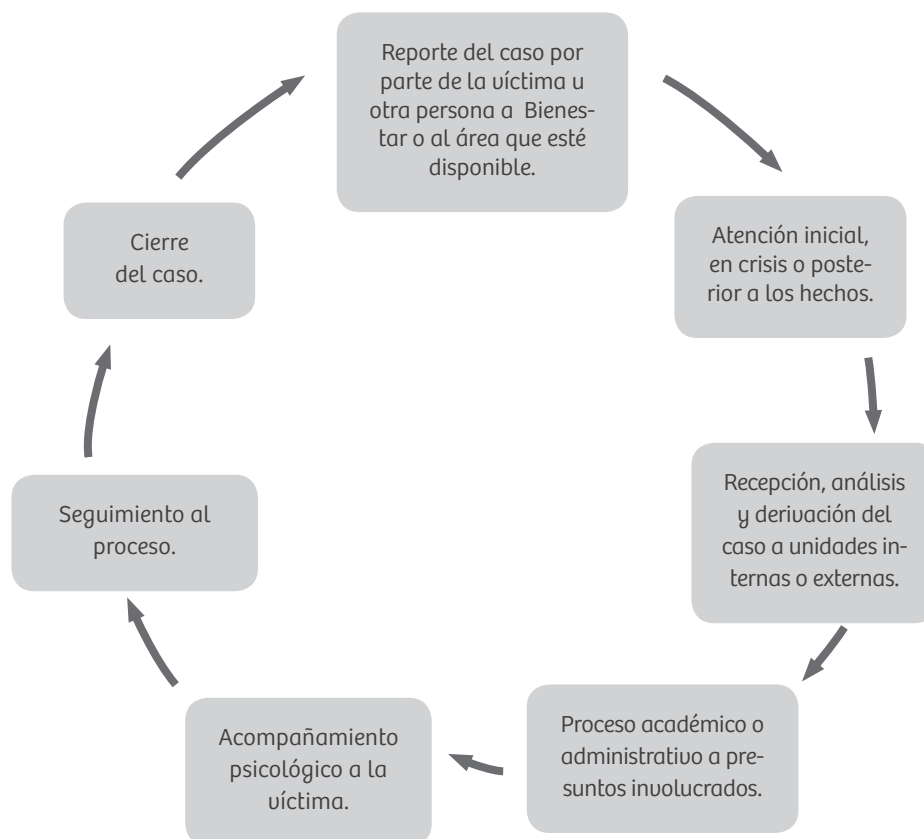 Reporte del caso por
parte de la víctima u
otra persona a Bienes-
tar o al área que esté
disponible.
Atención inicial,
en crisis o poste-
rior a los hechos.
Recepción, análisis
y derivación del
caso a unidades in-
ternas o externas.
Proceso académico o
administrativo a pre-
suntos involucrados.
Acompañamiento
psicológico a la
víctima.
Seguimiento al
proceso.
Cierre
del caso.